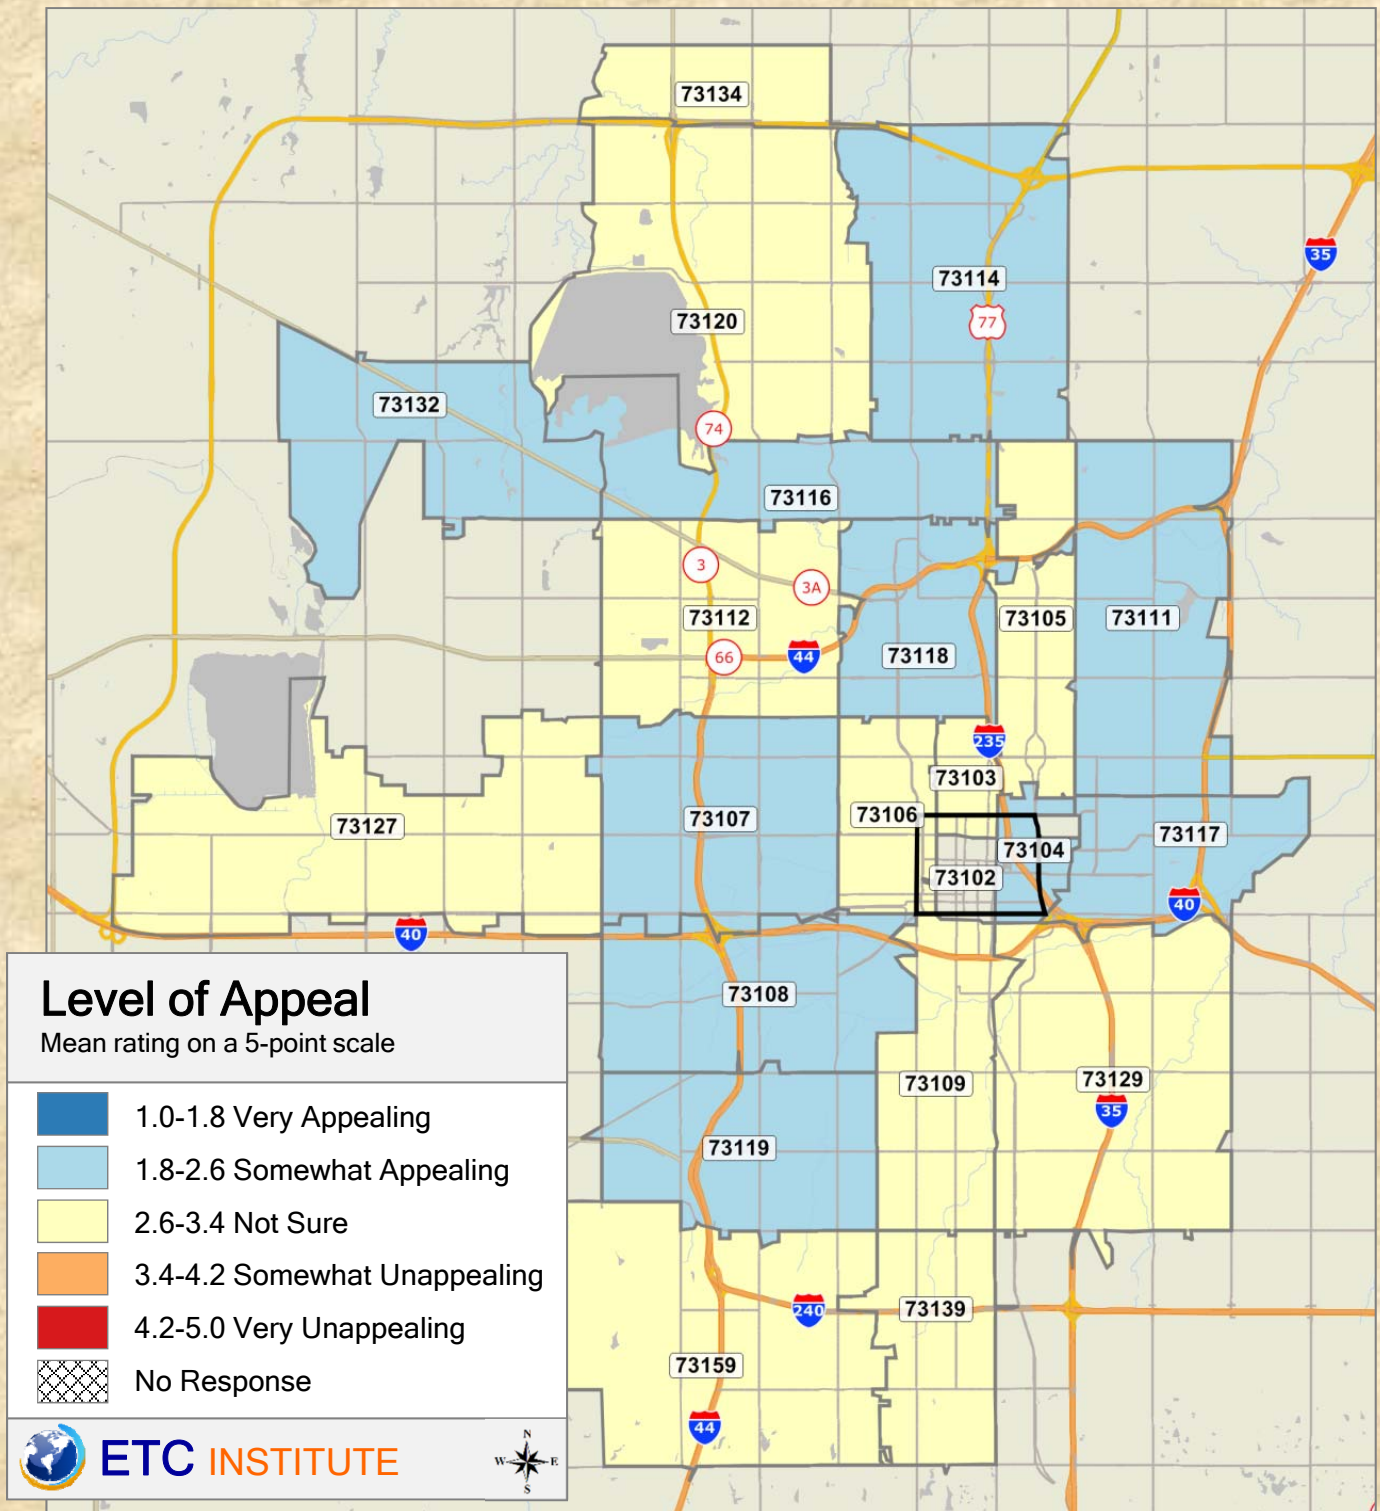 73134
35
73114
77
73120
73132
74
73116
3
3A
73112
73105
73111
66
44
73118
235
73103
73106
73107
73127
73117
73104
73102
40
40
73108
73109
73129
35
73119
240
73139
73159
44
Level of Appeal
Mean rating on a 5-point scale
1.0-1.8 Very Appealing
1.8-2.6 Somewhat Appealing
2.6-3.4 Not Sure
3.4-4.2 Somewhat Unappealing
4.2-5.0 Very Unappealing
No Response
ETC INSTITUTE
N
W E
S